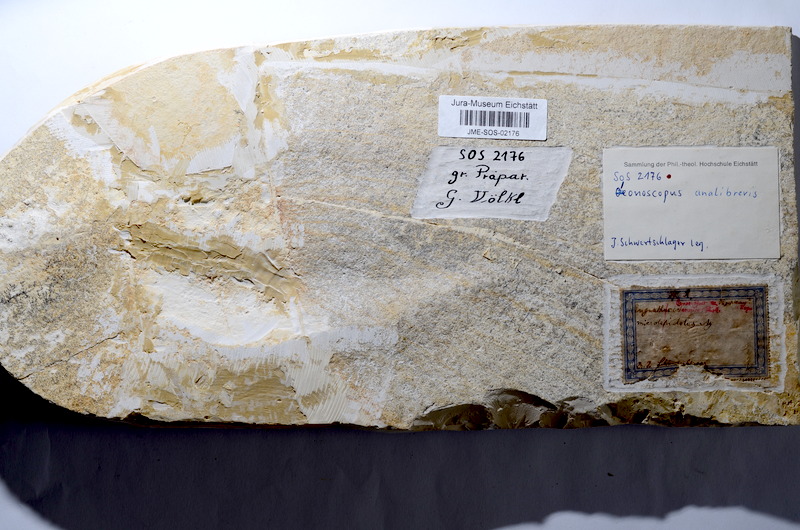 Jura-Museum Eichstätt
JME-SOS-02176
SOS 2176
gr. Präpar.
G. Völkl
Sammlung der Phil.-theol. Hochschule Eichstätt
SOS 2176
Oeonoscopus analibrevis
J. Schwertschlager leg.